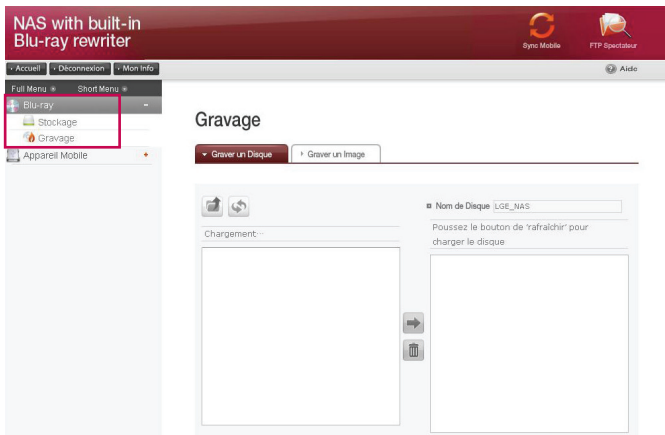 NAS with built-in
Blu-ray rewriter
Sync Mobile
FTP Spectateur
Accueil
Déconnexion
Mon Info
Aide
Full Menu
Short Menu
Blu-ray
Stockage
Gravage
Appareil Mobile
Gravage
Graver un Disque
Graver un Image
Nom de Disque LGE_NAS
Chargement...
Poussez le bouton de 'rafraîchir' pour
charger le disque